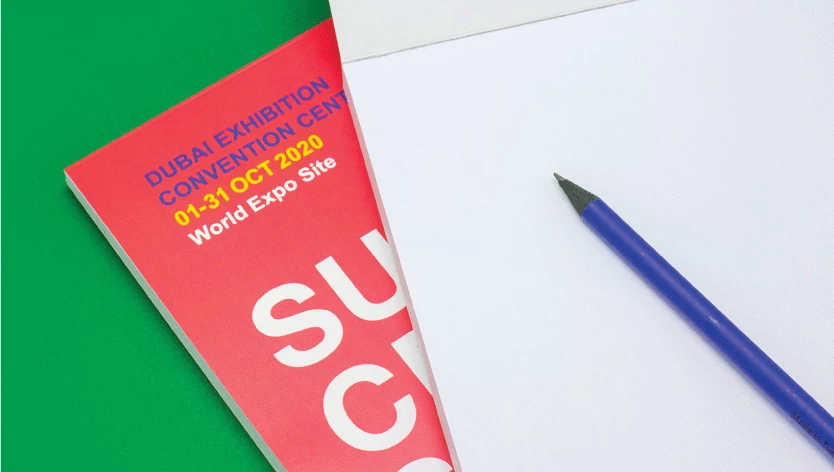 DUBAI EXHIBITION
CONVENTION CENT
01-31 OCT 2020
World Expo Site
SU
C